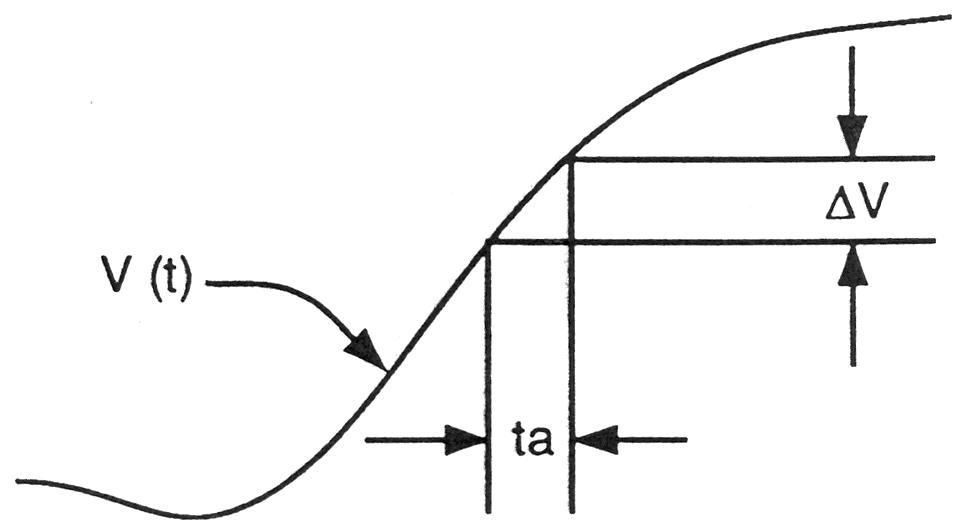 ΔV
V (t)
ta